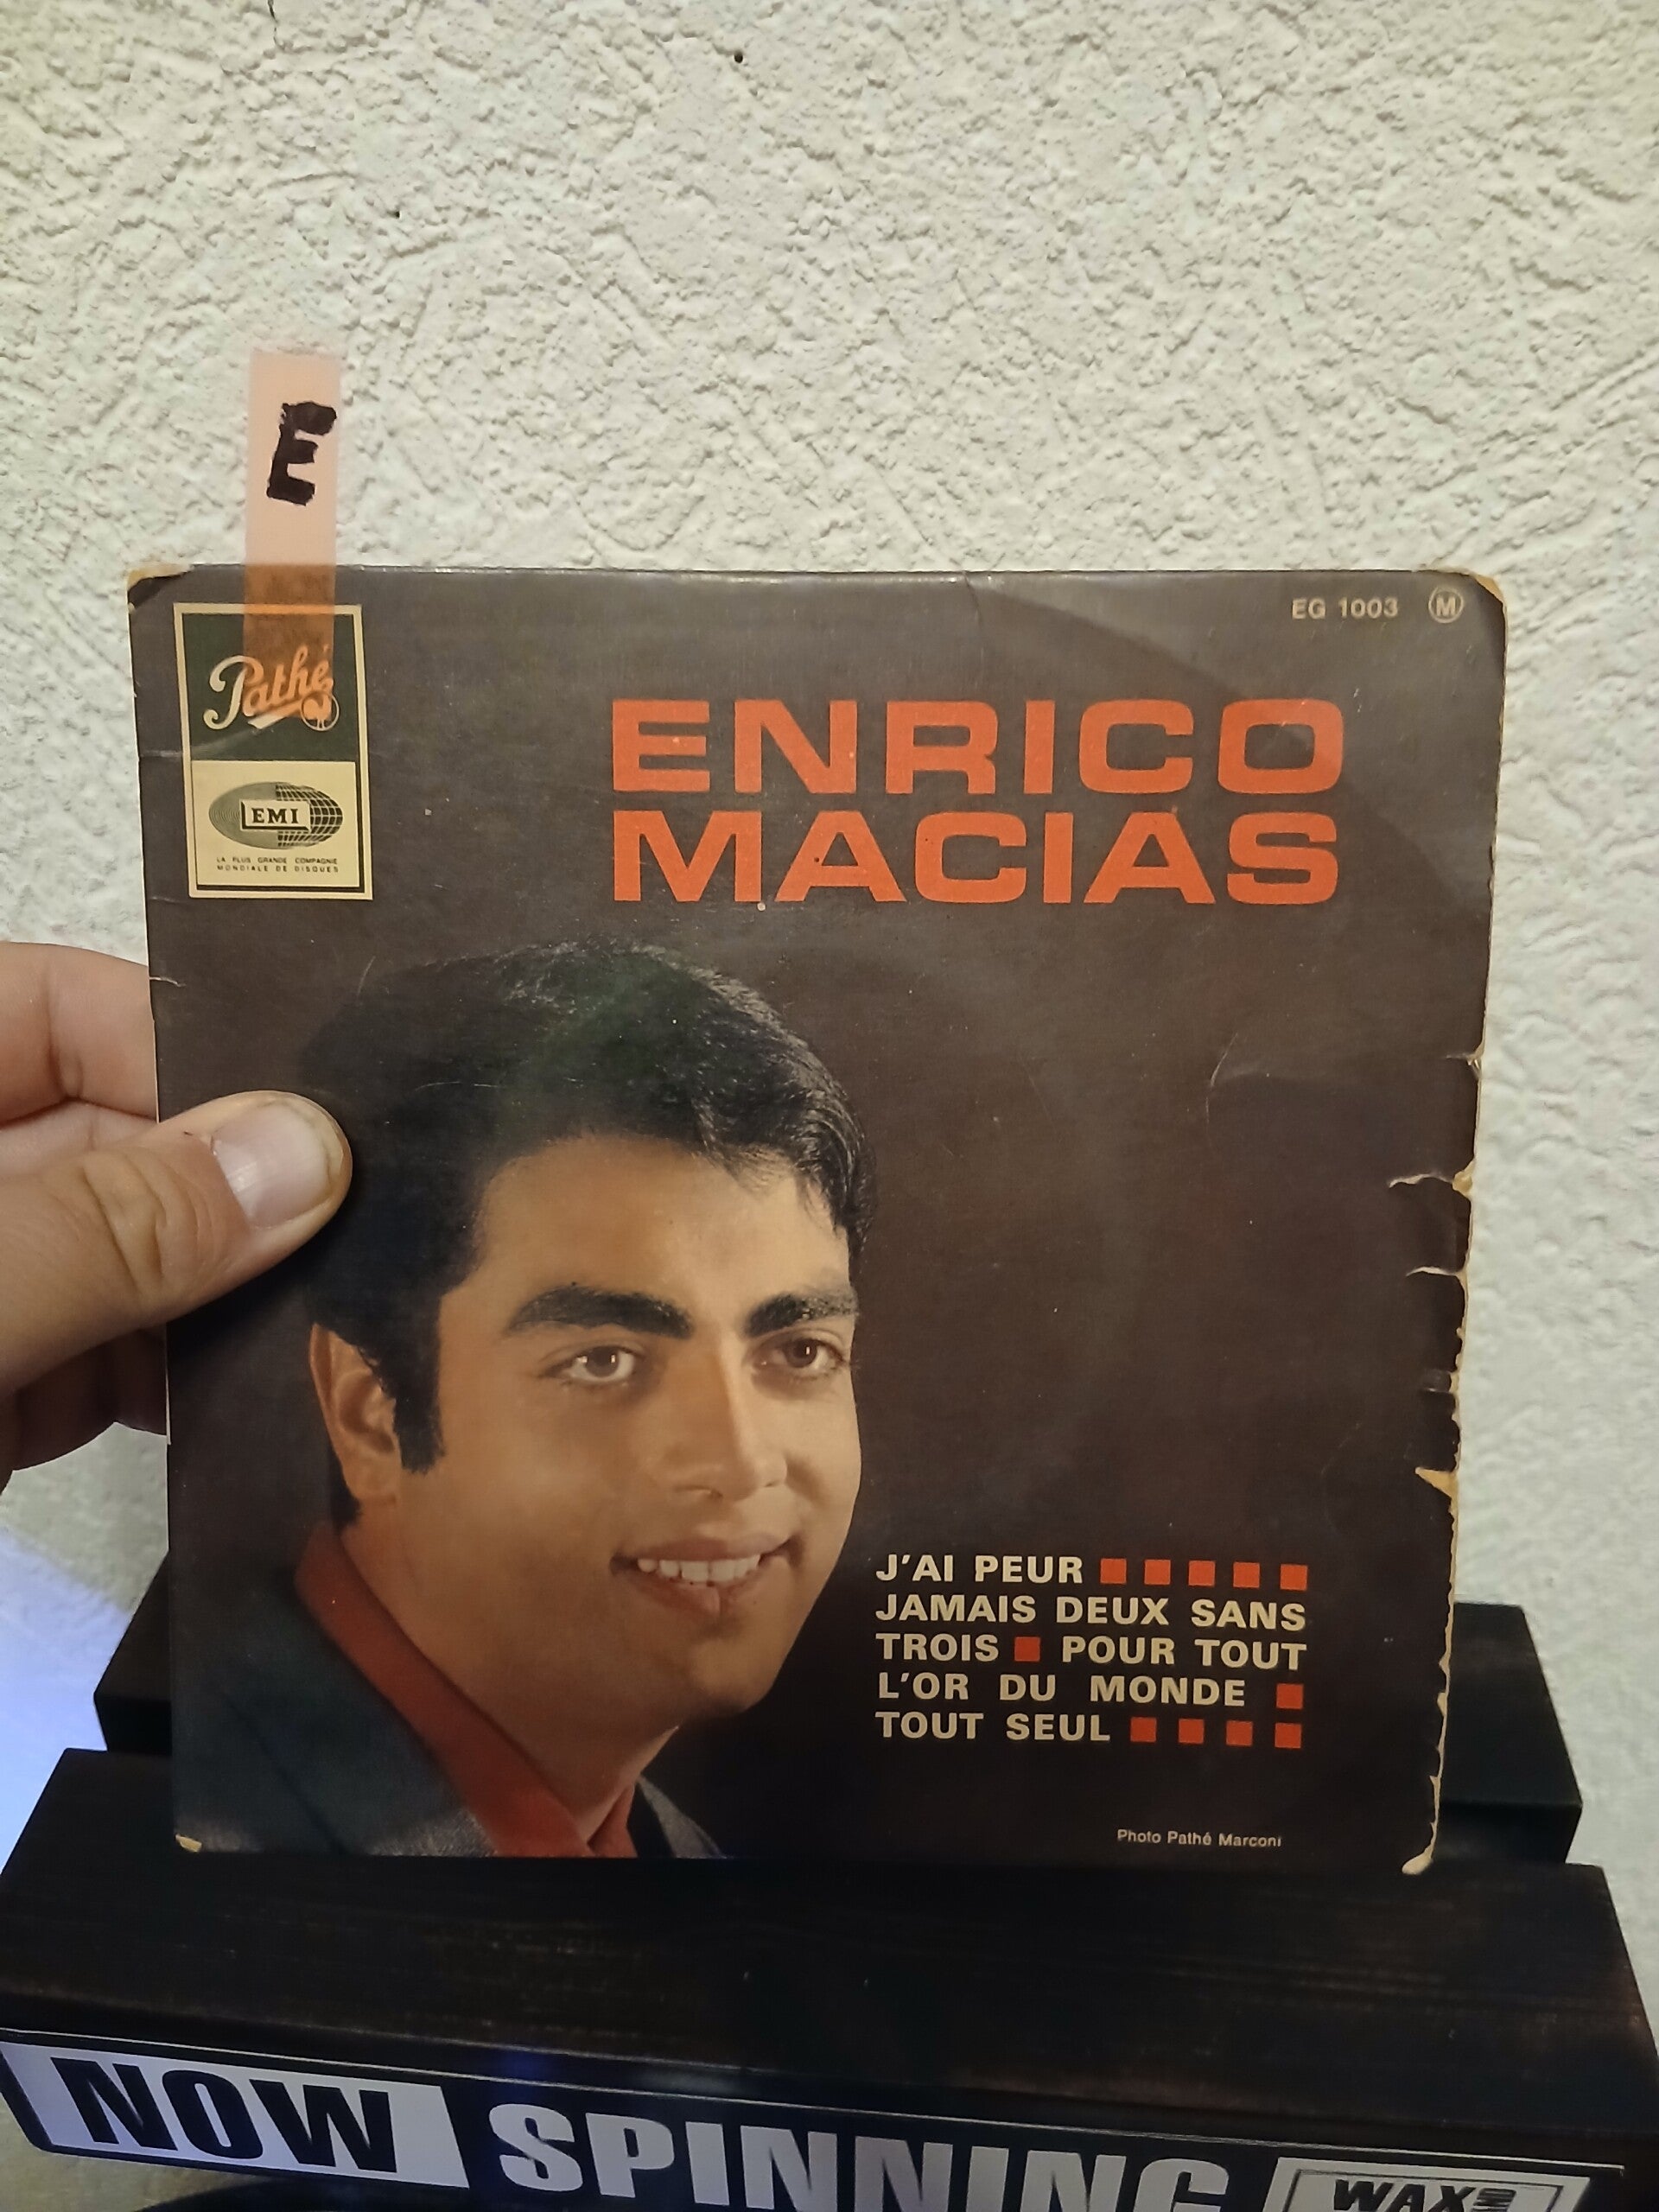 E
Pathé
EMI
LA PLUS GRANDE COMPAGNIE
MONDIALE DE DISQUES
EG 1003 M
ENRICO
MACIAS
J'AI PEUR
JAMAIS DEUX SANS
TROIS ■ POUR TOUT
L'OR DU MONDE
TOUT SEUL
Photo Pathé Marconi
NOW SPINNING
WAX